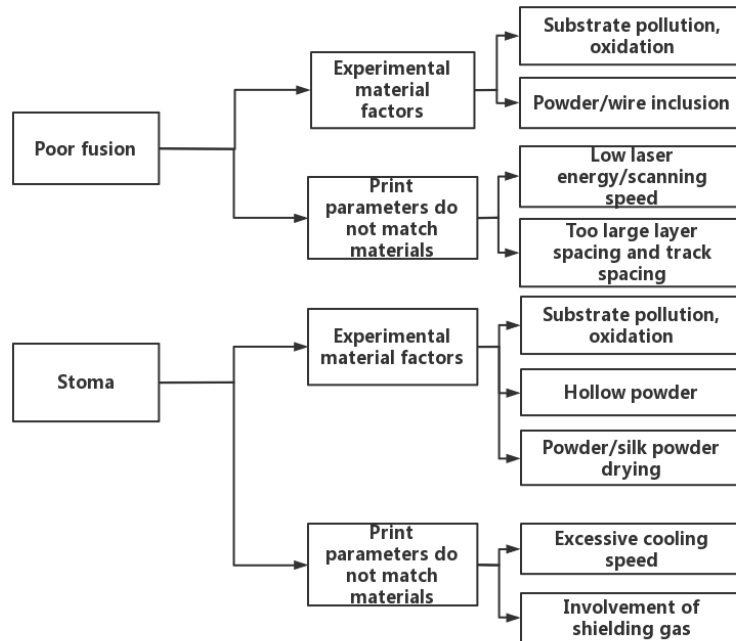 Poor fusion
Experimental
material
factors
Substrate pollution,
oxidation
Powder/wire inclusion
Print
parameters do
not match
materials
Low laser
energy/scanning
speed
Too large layer
spacing and track
spacing
Stoma
Experimental
material factors
Substrate pollution,
oxidation
Hollow powder
Powder/silk powder
drying
Print
parameters do
not match
materials
Excessive cooling
speed
Involvement of
shielding gas